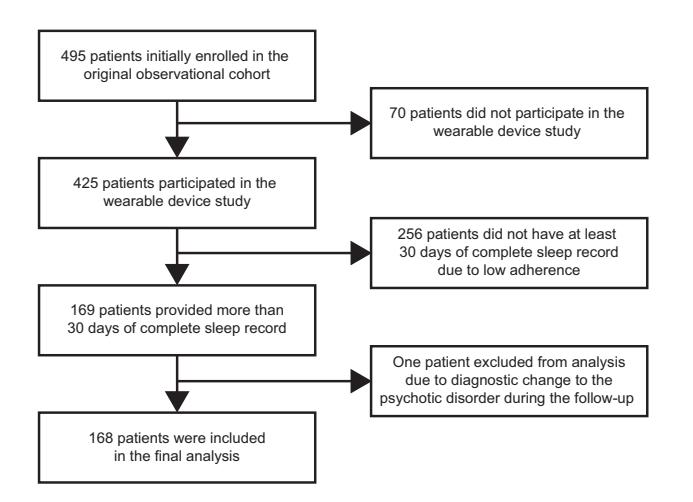 495 patients initially enrolled in the
original observational cohort
70 patients did not participate in the
wearable device study
425 patients participated in the
wearable device study
256 patients did not have at least
30 days of complete sleep record
due to low adherence
169 patients provided more than
30 days of complete sleep record
One patient excluded from analysis
due to diagnostic change to the
psychotic disorder during the follow-up
168 patients were included
in the final analysis